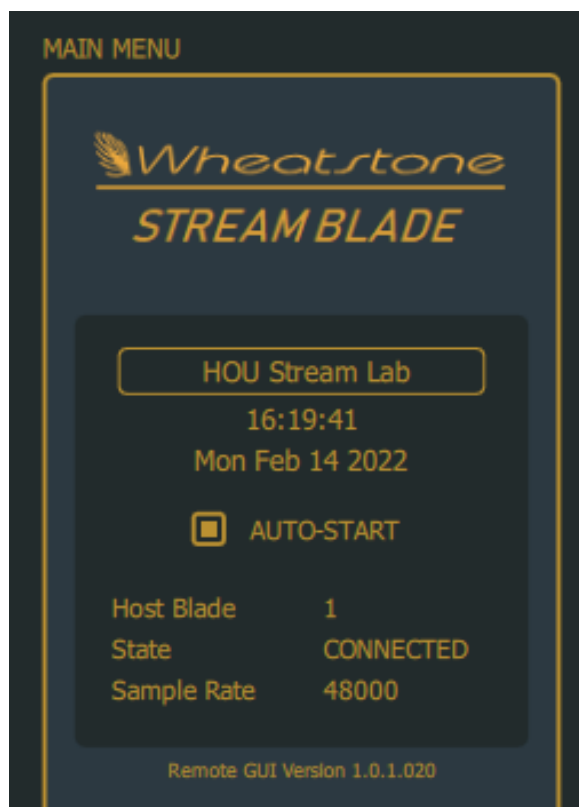 MAIN MENU
Wheatstone
STREAM BLADE
HOU Stream Lab
16:19:41
Mon Feb 14 2022
AUTO-START
Host Blade 1
State CONNECTED
Sample Rate 48000
Remote GUI Version 1.0.1.020